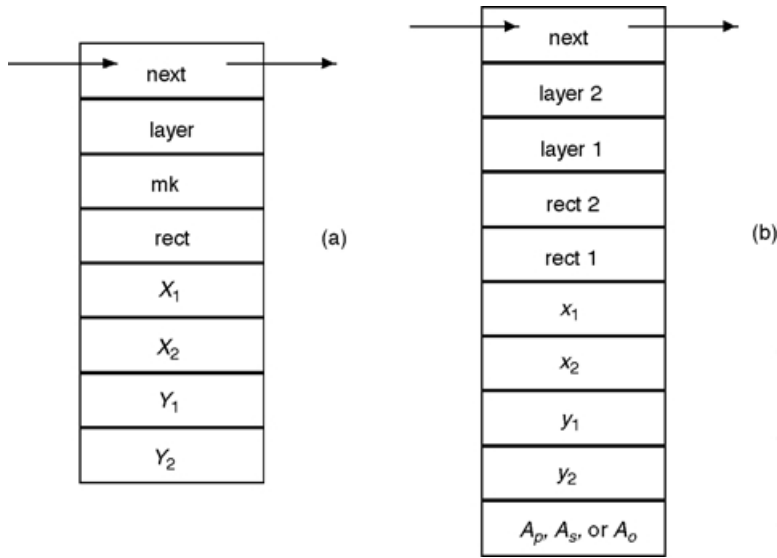 next
layer
mk
rect
X₁
X₂
Y₁
Y₂
(a)
next
layer 2
layer 1
rect 2
rect 1
x₁
x₂
y₁
y₂
Aₚ, Aₛ, or Aₒ
(b)